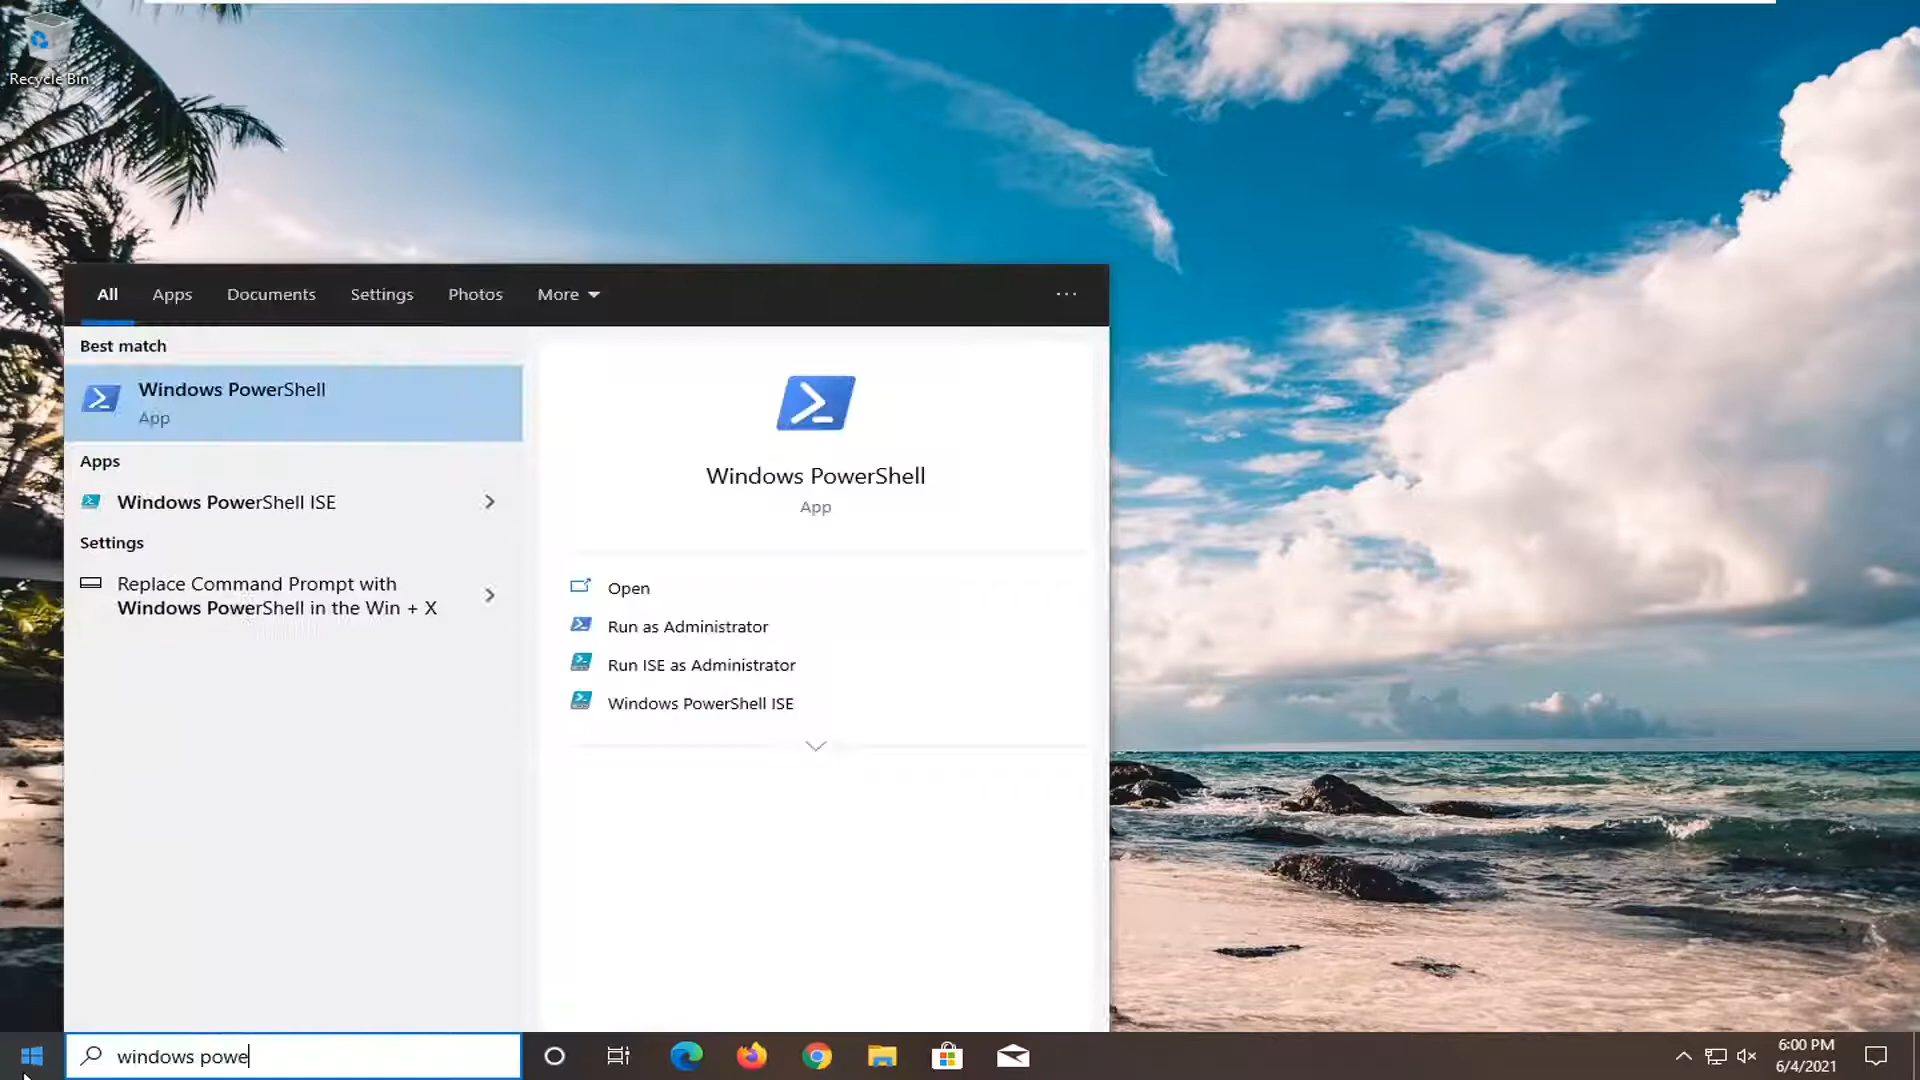 Recycle Bin
All Apps Documents Settings Photos More ...
Best match
Windows PowerShell
App
Apps
Windows PowerShell ISE
Settings
Replace Command Prompt with
Windows PowerShell in the Win + X
Windows PowerShell
App
Open
Run as Administrator
Run ISE as Administrator
Windows PowerShell ISE
windows powe
6:00 PM
6/4/2021